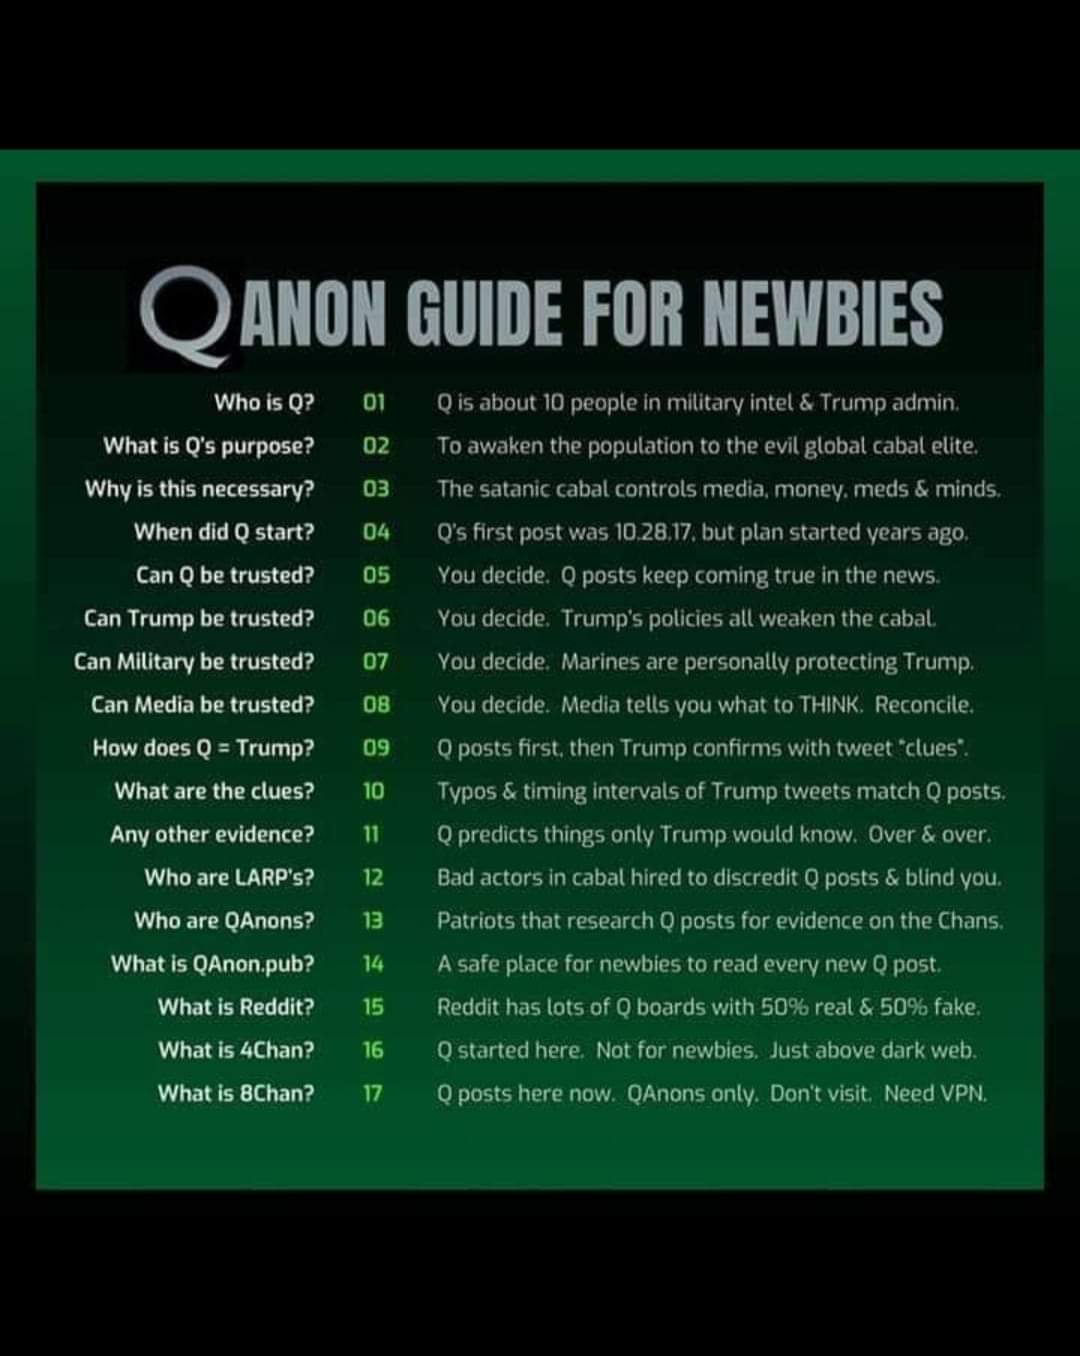 QANON GUIDE FOR NEWBIES
Who is Q? 01 Q is about 10 people in military intel & Trump admin.
What is Q's purpose? 02 To awaken the population to the evil global cabal elite.
Why is this necessary? 03 The satanic cabal controls media, money, meds & minds.
When did Q start? 04 Q's first post was 10.28.17, but plan started years ago.
Can Q be trusted? 05 You decide. Q posts keep coming true in the news.
Can Trump be trusted? 06 You decide. Trump's policies all weaken the cabal.
Can Military be trusted? 07 You decide. Marines are personally protecting Trump.
Can Media be trusted? 08 You decide. Media tells you what to THINK. Reconcile.
How does Q = Trump? 09 Q posts first, then Trump confirms with tweet "clues".
What are the clues? 10 Typos & timing intervals of Trump tweets match Q posts.
Any other evidence? 11 Q predicts things only Trump would know. Over & over.
Who are LARP's? 12 Bad actors in cabal hired to discredit Q posts & blind you.
Who are QAnons? 13 Patriots that research Q posts for evidence on the Chans.
What is QAnon.pub? 14 A safe place for newbies to read every new Q post.
What is Reddit? 15 Reddit has lots of Q boards with 50% real & 50% fake.
What is 4Chan? 16 Q started here. Not for newbies. Just above dark web.
What is 8Chan? 17 Q posts here now. QAnons only. Don't visit. Need VPN.